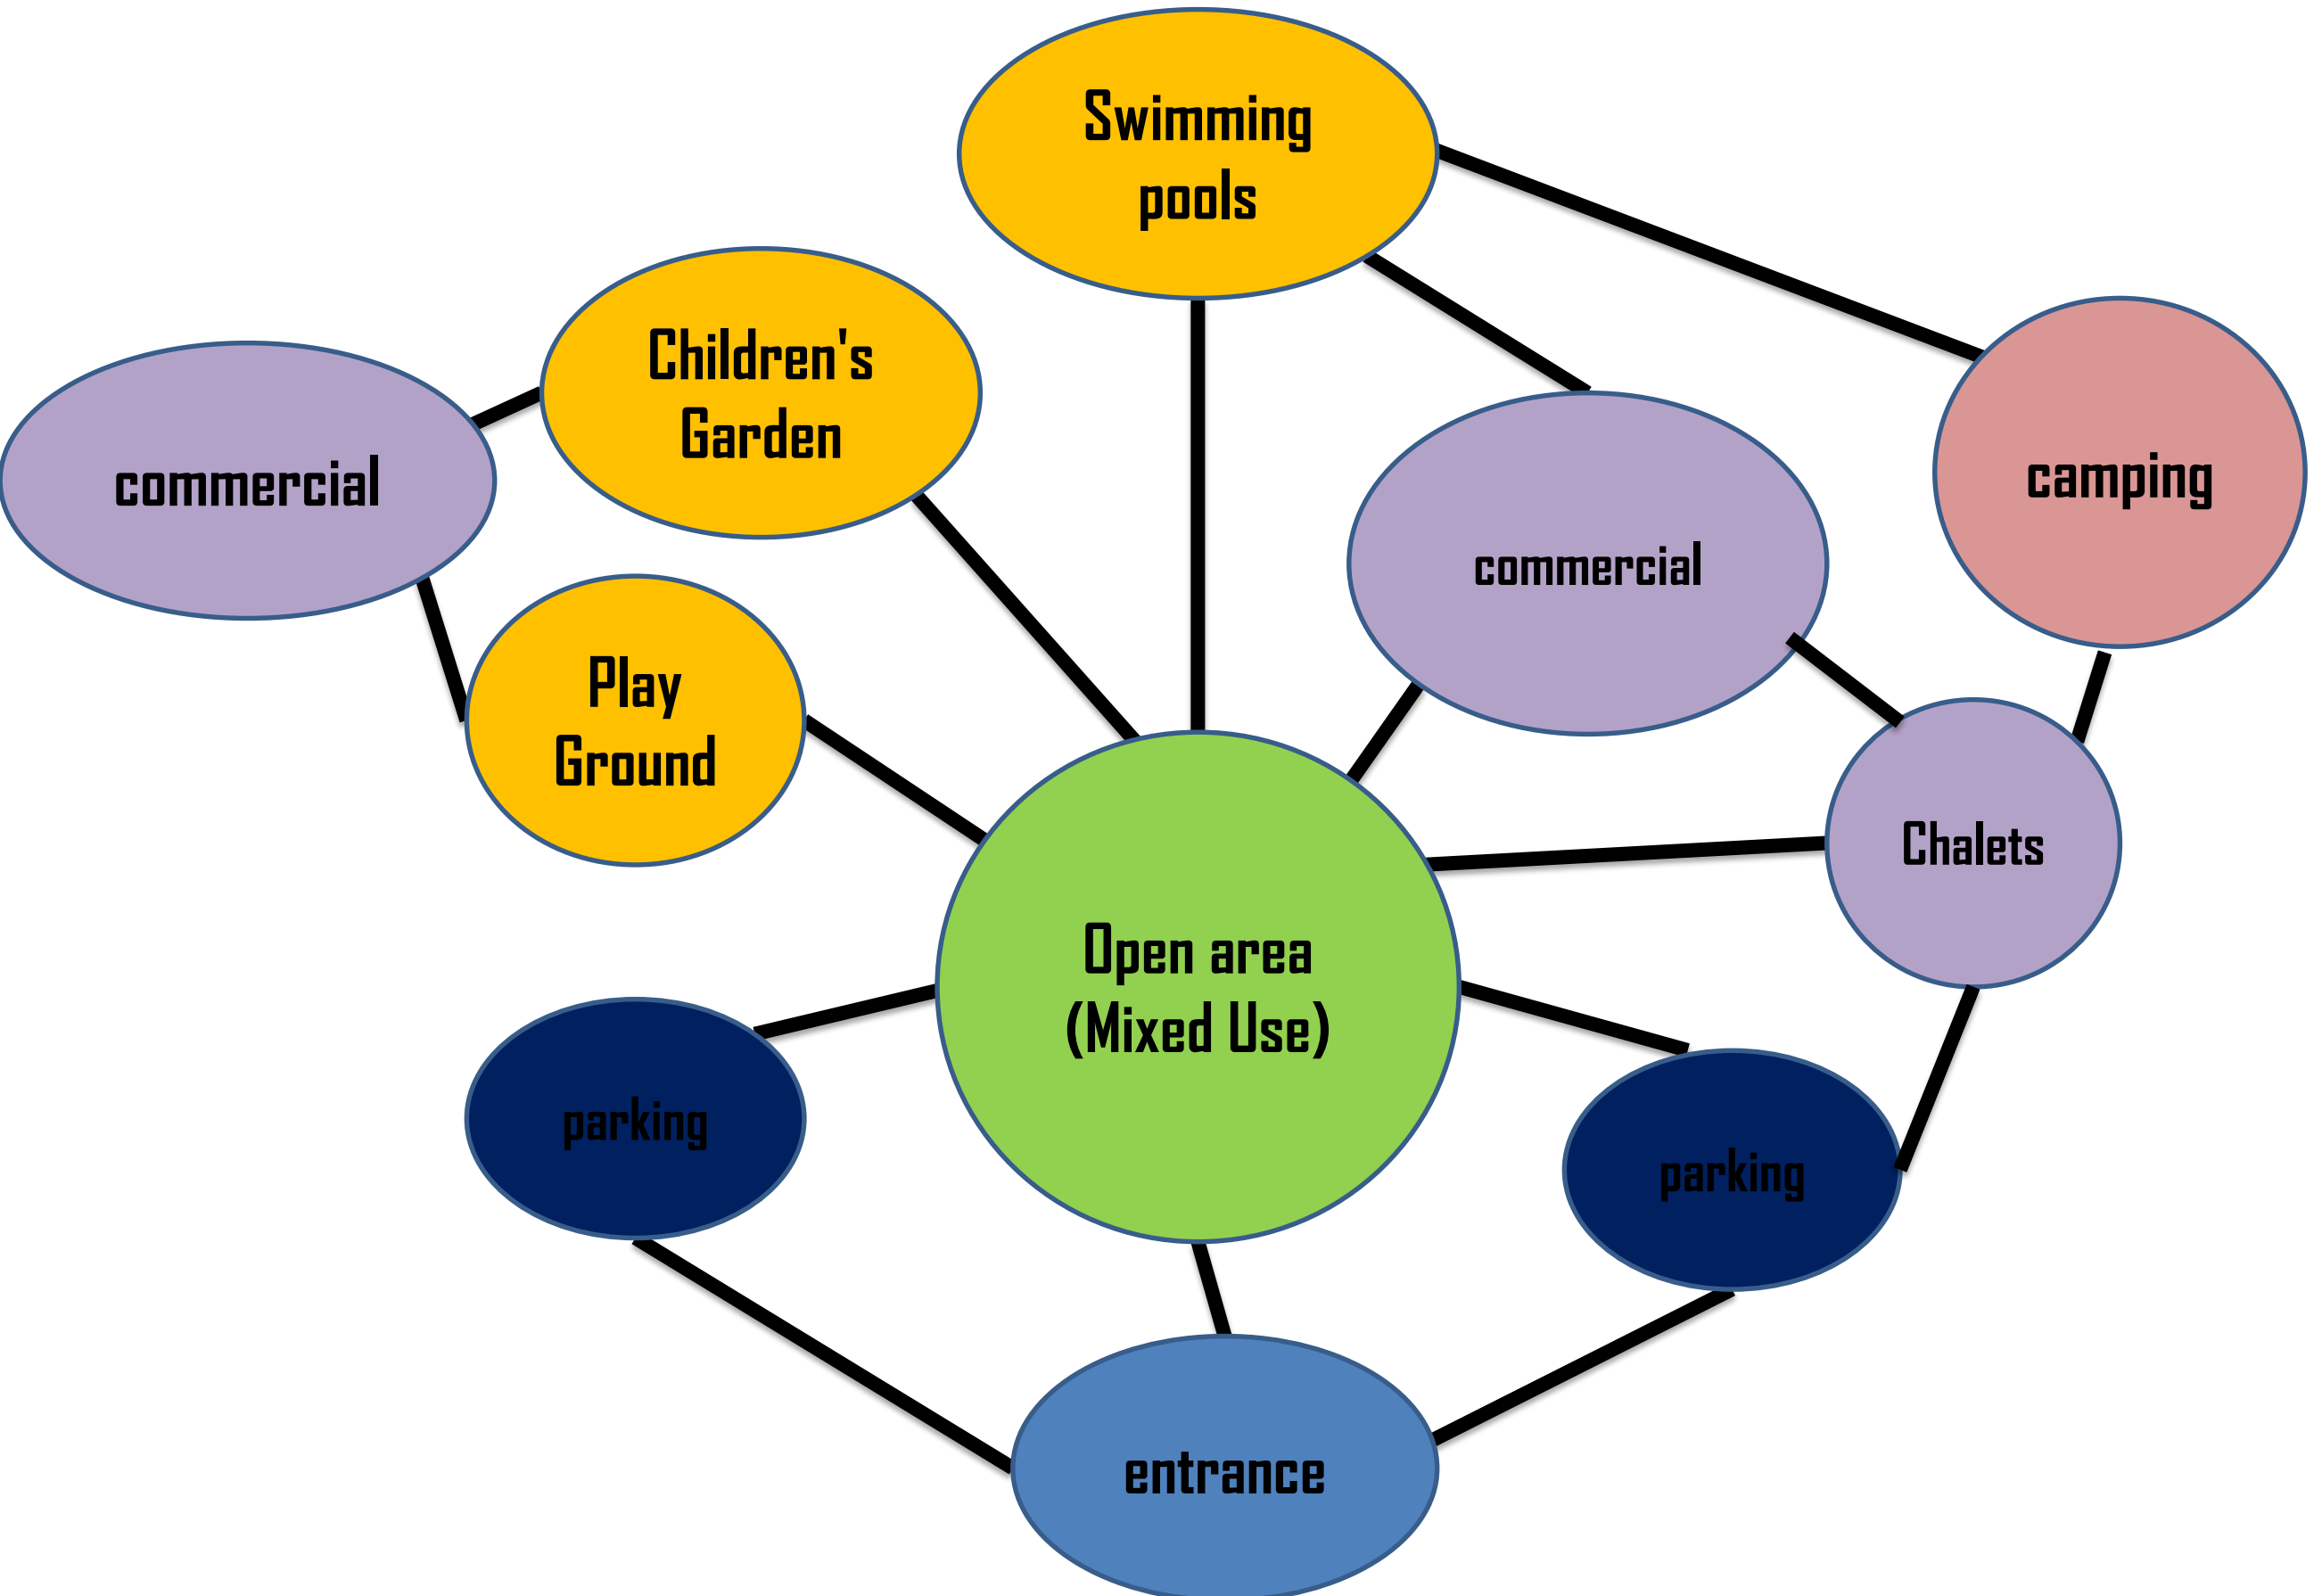 Swimming
pools
Children's
Garden
commercial
camping
commercial
Play
Ground
Chalets
Open area
(Mixed Use)
parking
parking
entrance